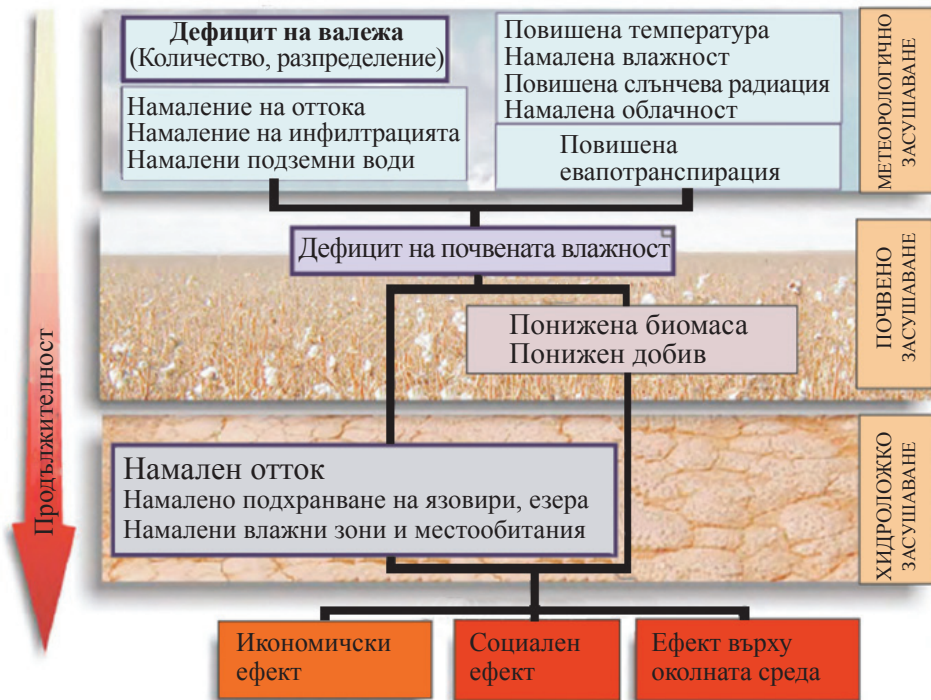 Дефицит на валежа
(Количество, разпределение)
Намаление на оттока
Намаление на инфилтрацията
Намалени подземни води
Повишена температура
Намалена влажност
Повишена слънчева радиация
Намалена облачност
Повишена
евапотранспирация
МЕТЕОРОЛОГИЧНО
ЗАСУШАВАНЕ
Дефицит на почвената влажност
Понижена биомаса
Понижен добив
ПОЧВЕНО
ЗАСУШАВАНЕ
Продължителност
Намален отток
Намалено подхранване на язовири, езера
Намалени влажни зони и местообитания
ХИДРОЛОЖКО
ЗАСУШАВАНЕ
Икономичски
ефект
Социален
ефект
Ефект върху
околната среда